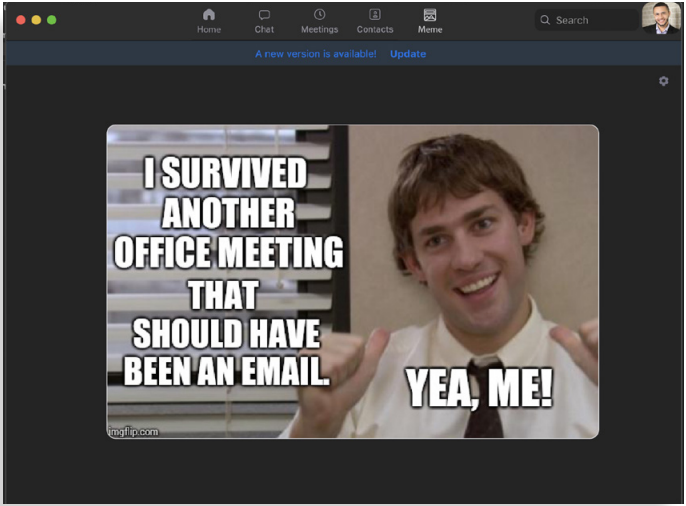 Home Chat Meetings Contacts Meme Search
A new version is available! Update
I SURVIVED
ANOTHER
OFFICE MEETING
THAT
SHOULD HAVE
BEEN AN EMAIL.
YEA, ME!
imgflip.com